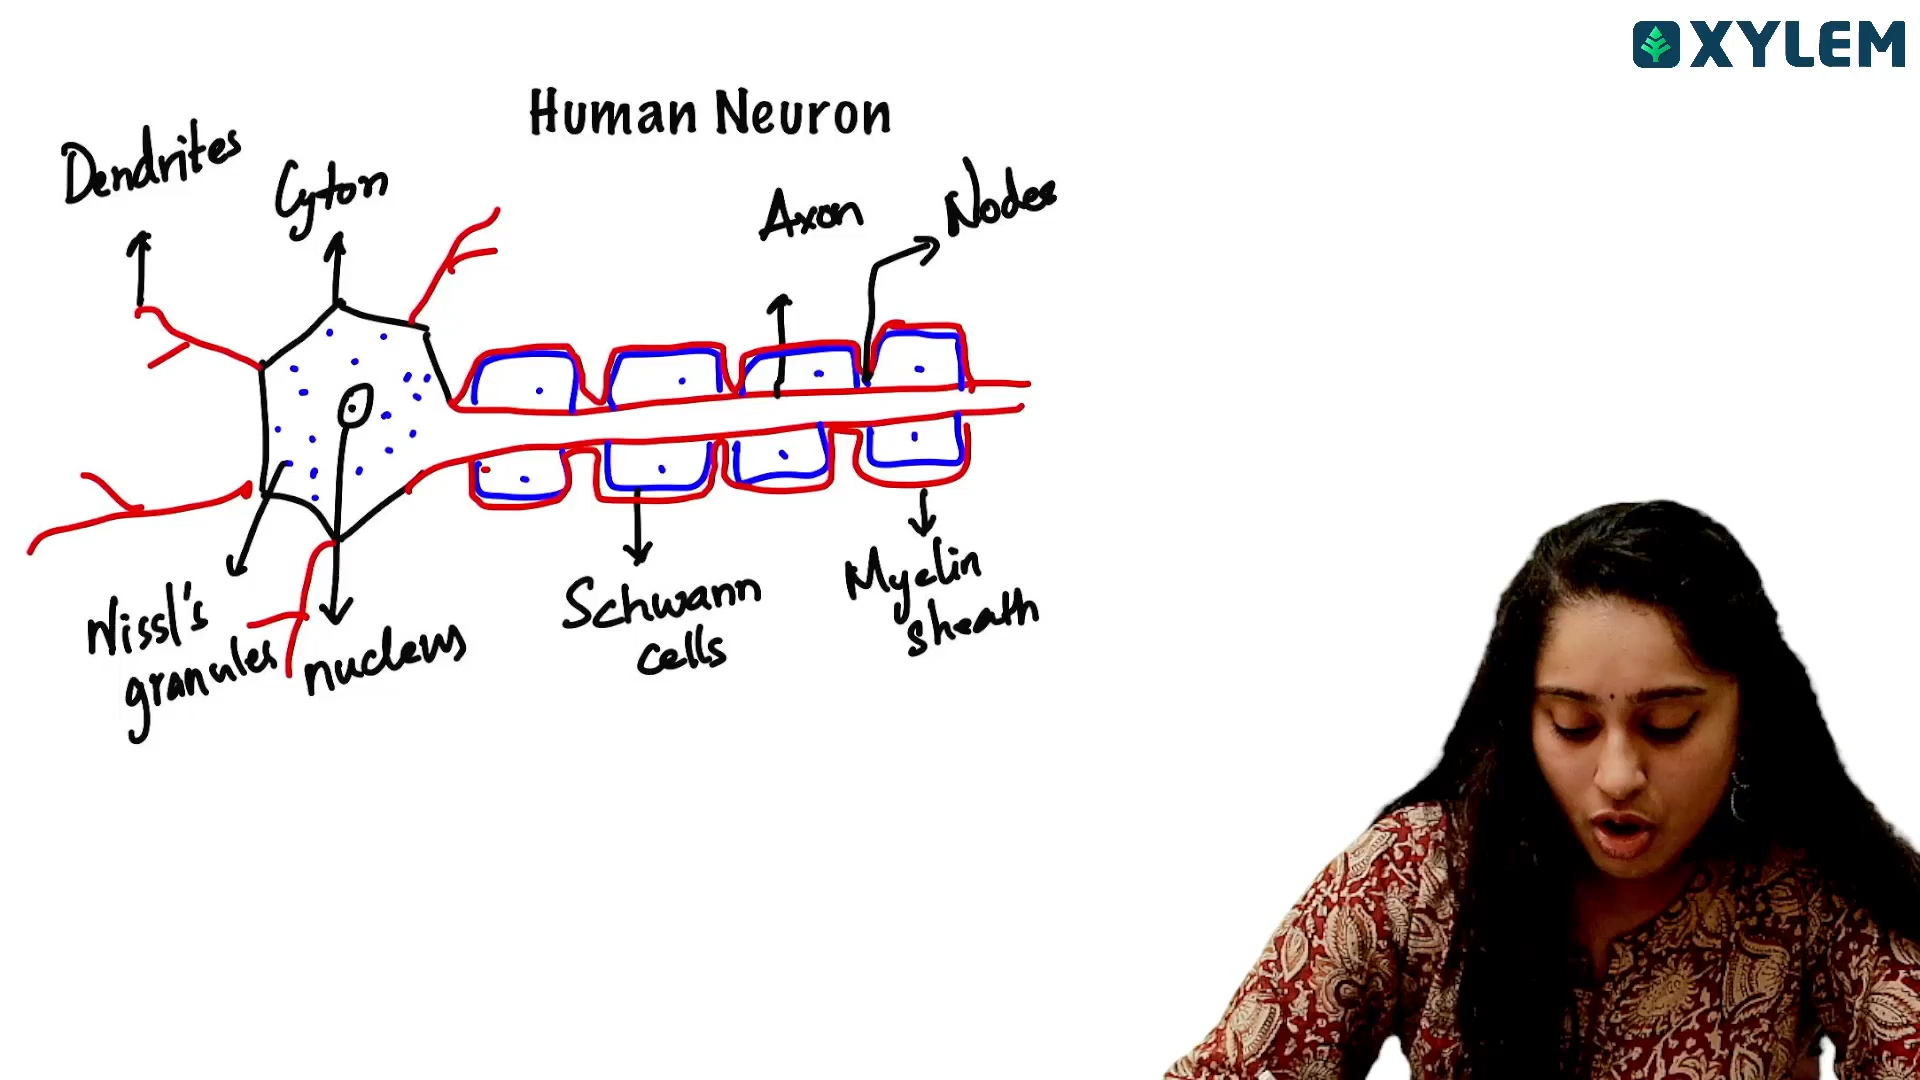 XYLEM
Human Neuron
Dendrites
Cyton
Axon
Nodes
Nissl's
granules
nucleus
Schwann
cells
Myelin
sheath